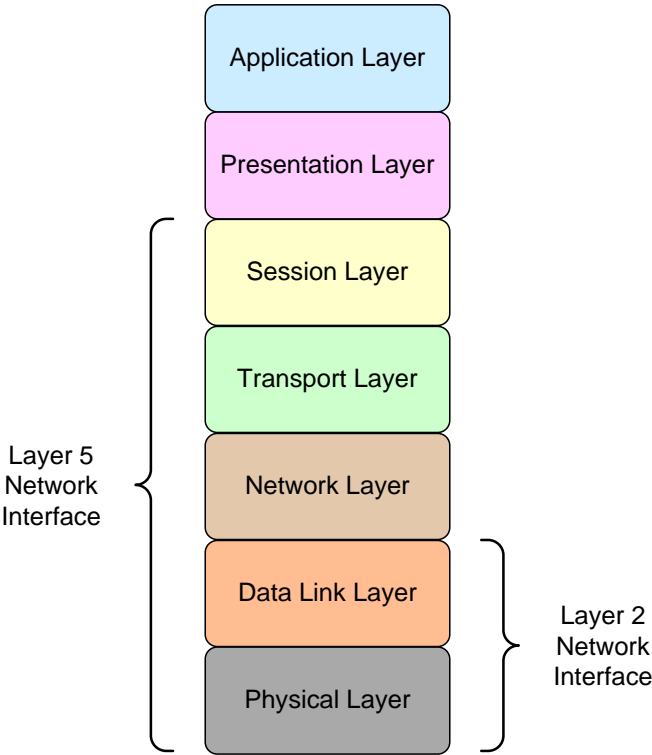 Application Layer
Presentation Layer
Session Layer
Transport Layer
Layer 5
Network
Interface
Network Layer
Data Link Layer
Layer 2
Network
Interface
Physical Layer